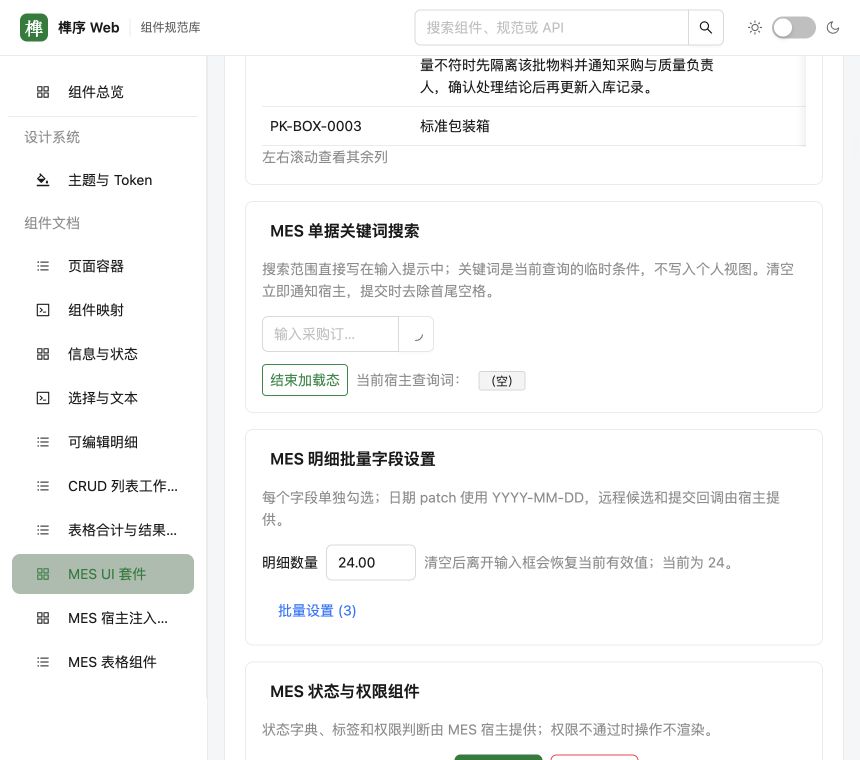 榫
榫序 Web
组件规范库
搜索组件、规范或 API
组件总览
设计系统
主题与 Token
组件文档
页面容器
组件映射
信息与状态
选择与文本
可编辑明细
CRUD 列表工作...
表格合计与结果...
MES UI 套件
MES 宿主注入...
MES 表格组件
量不符时先隔离该批物料并通知采购与质量负责
人，确认处理结论后再更新入库记录。
PK-BOX-0003 标准包装箱
左右滚动查看其余列
MES 单据关键词搜索
搜索范围直接写在输入提示中；关键词是当前查询的临时条件，不写入个人视图。清空
立即通知宿主，提交时去除首尾空格。
输入采购订...
结束加载态 当前宿主查询词： (空)
MES 明细批量字段设置
每个字段单独勾选；日期 patch 使用 YYYY-MM-DD，远程候选和提交回调由宿主提
供。
明细数量 24.00 清空后离开输入框会恢复当前有效值；当前为 24。
批量设置 (3)
MES 状态与权限组件
状态字典、标签和权限判断由 MES 宿主提供；权限不通过时操作不渲染。